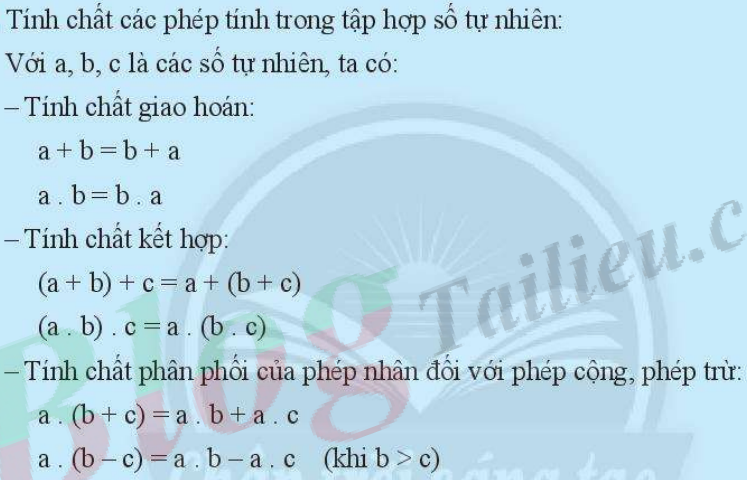 Tính chất các phép tính trong tập hợp số tự nhiên:
Với a, b, c là các số tự nhiên, ta có:
– Tính chất giao hoán:
a + b = b + a
a . b = b . a
– Tính chất kết hợp:
(a + b) + c = a + (b + c)
(a . b) . c = a . (b . c)
– Tính chất phân phối của phép nhân đối với phép cộng, phép trừ:
a . (b + c) = a . b + a . c
a . (b – c) = a . b – a . c (khi b > c)
Blog Tailieu.c